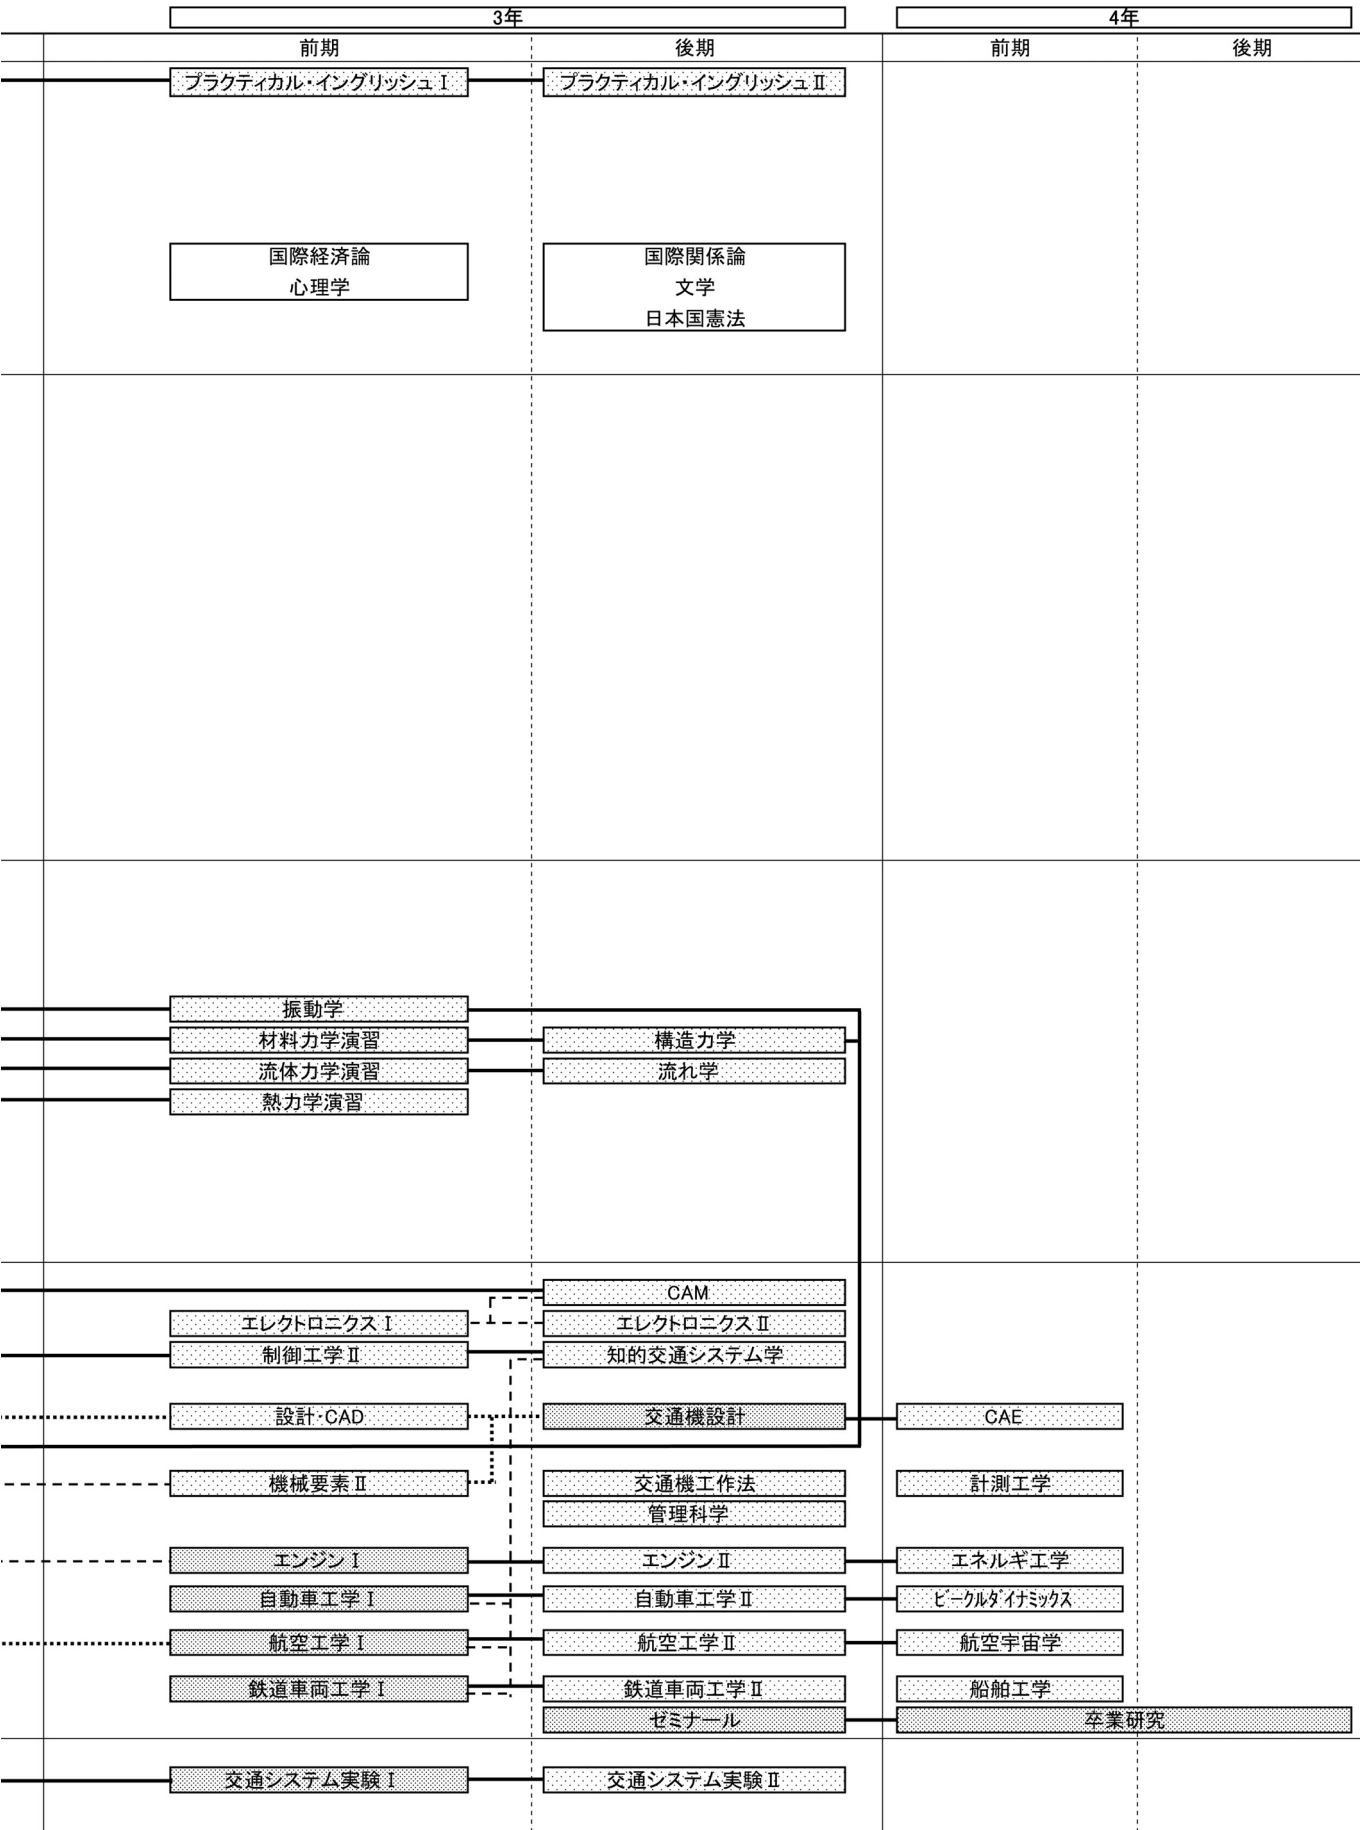 3年
4年
前期
後期
前期
後期
プラクティカル・イングリッシュⅠ
プラクティカル・イングリッシュⅡ
国際経済論
心理学
国際関係論
文学
日本国憲法
振動学
材料力学演習
構造力学
流体力学演習
流れ学
熱力学演習
CAM
エレクトロニクスⅠ
エレクトロニクスⅡ
制御工学Ⅱ
知的交通システム学
設計・CAD
交通機設計
CAE
機械要素Ⅱ
交通機工作法
計測工学
管理科学
エンジンⅠ
エンジンⅡ
エネルギ工学
自動車工学Ⅰ
自動車工学Ⅱ
ビークルダイナミックス
航空工学Ⅰ
航空工学Ⅱ
航空宇宙学
鉄道車両工学Ⅰ
鉄道車両工学Ⅱ
船舶工学
ゼミナール
卒業研究
交通システム実験Ⅰ
交通システム実験Ⅱ